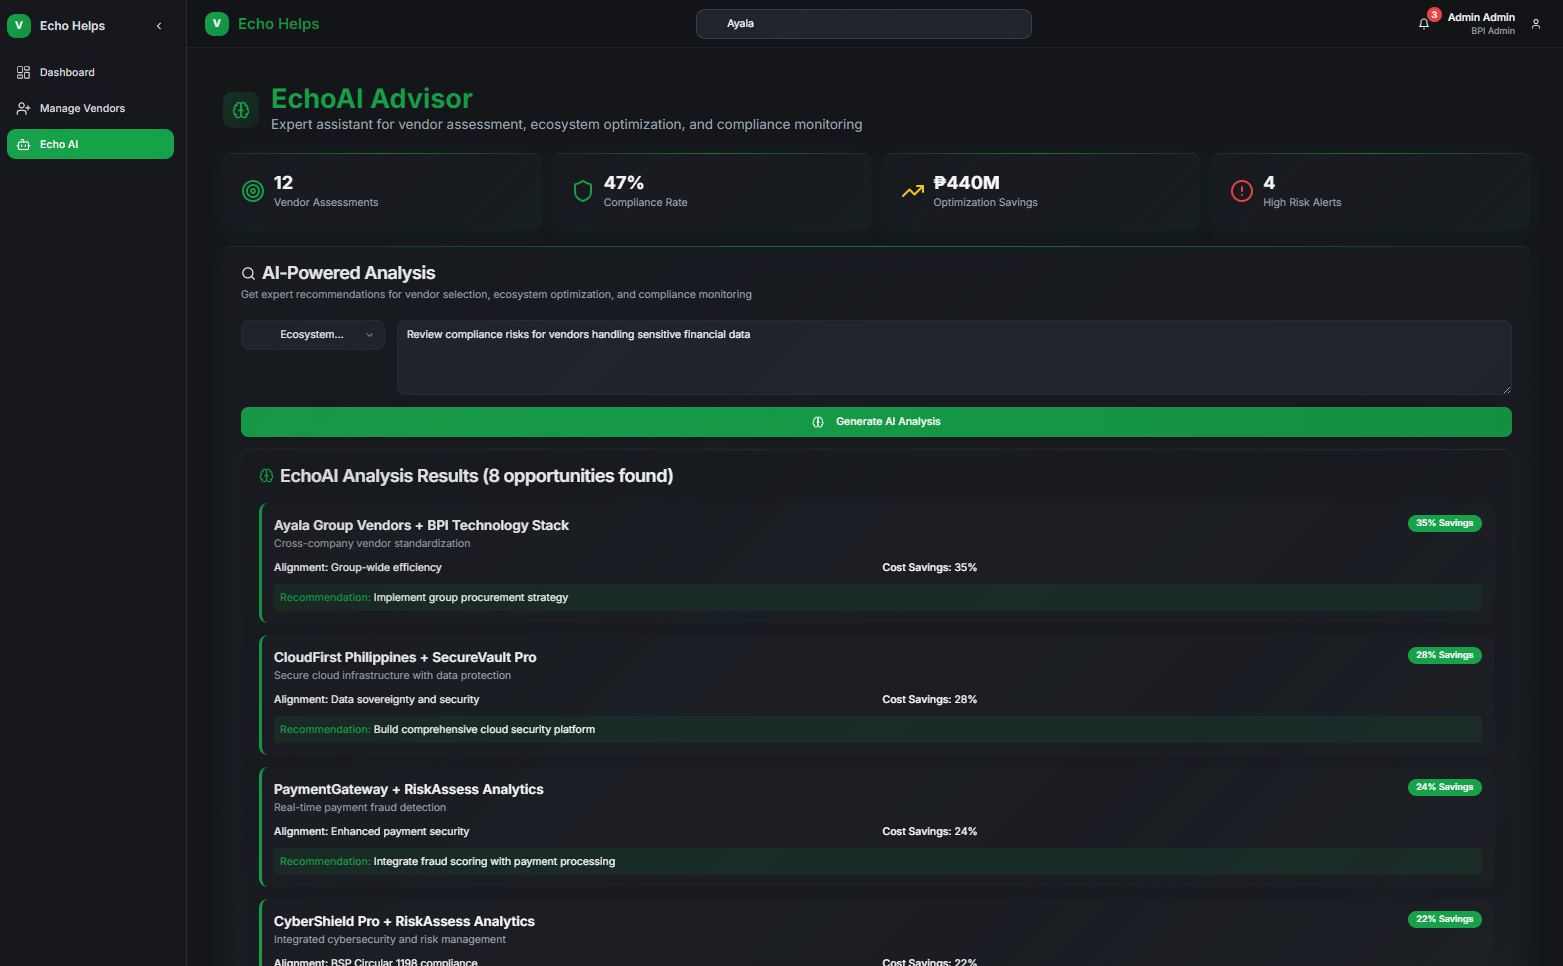 V Echo Helps
Dashboard
Manage Vendors
Echo AI
V Echo Helps
Ayala
3
Admin Admin
BPI Admin
EchoAI Advisor
Expert assistant for vendor assessment, ecosystem optimization, and compliance monitoring
12
Vendor Assessments
47%
Compliance Rate
₱440M
Optimization Savings
4
High Risk Alerts
AI-Powered Analysis
Get expert recommendations for vendor selection, ecosystem optimization, and compliance monitoring
Ecosystem...
Review compliance risks for vendors handling sensitive financial data
Generate AI Analysis
EchoAI Analysis Results (8 opportunities found)
Ayala Group Vendors + BPI Technology Stack
35% Savings
Cross-company vendor standardization
Alignment: Group-wide efficiency
Cost Savings: 35%
Recommendation: Implement group procurement strategy
CloudFirst Philippines + SecureVault Pro
28% Savings
Secure cloud infrastructure with data protection
Alignment: Data sovereignty and security
Cost Savings: 28%
Recommendation: Build comprehensive cloud security platform
PaymentGateway + RiskAssess Analytics
24% Savings
Real-time payment fraud detection
Alignment: Enhanced payment security
Cost Savings: 24%
Recommendation: Integrate fraud scoring with payment processing
CyberShield Pro + RiskAssess Analytics
22% Savings
Integrated cybersecurity and risk management
Alignment: BSP Circular 1198 compliance
Cost Savings: 22%